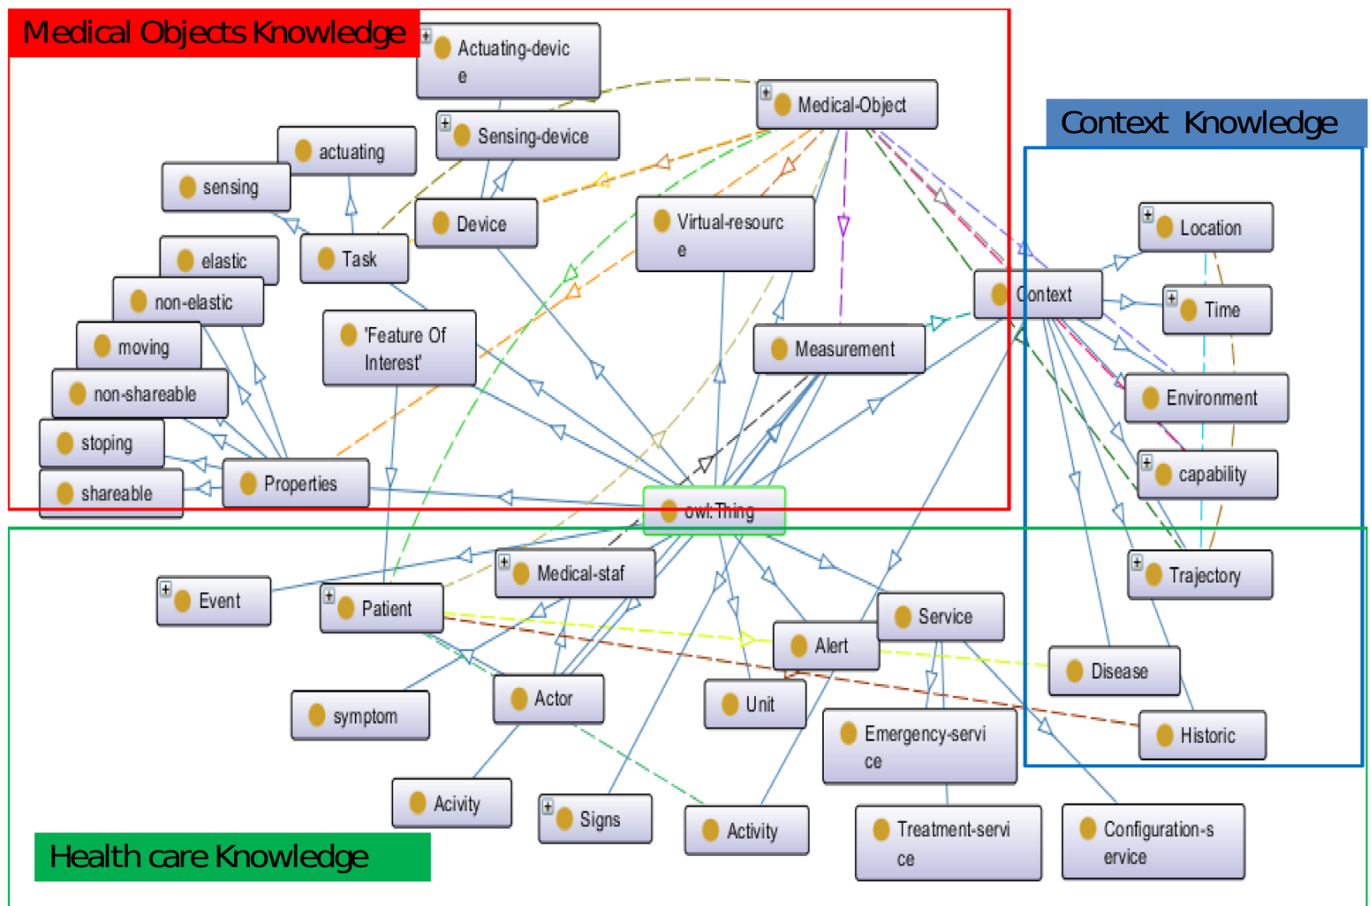 Medical Objects Knowledge
Actuating-devic
e
Medical-Object
Context Knowledge
Sensing-device
actuating
sensing
Device
Virtual-resourc
e
Location
Task
elastic
non-elastic
Context
Time
'Feature Of
Interest'
moving
Measurement
non-shareable
Environment
stoping
capability
Properties
shareable
owl:Thing
Medical-staf
Trajectory
Event
Patient
Service
Alert
Disease
Actor
Unit
symptom
Emergency-servi
ce
Historic
Acivity
Signs
Activity
Treatment-servi
ce
Configuration-s
ervice
Health care Knowledge